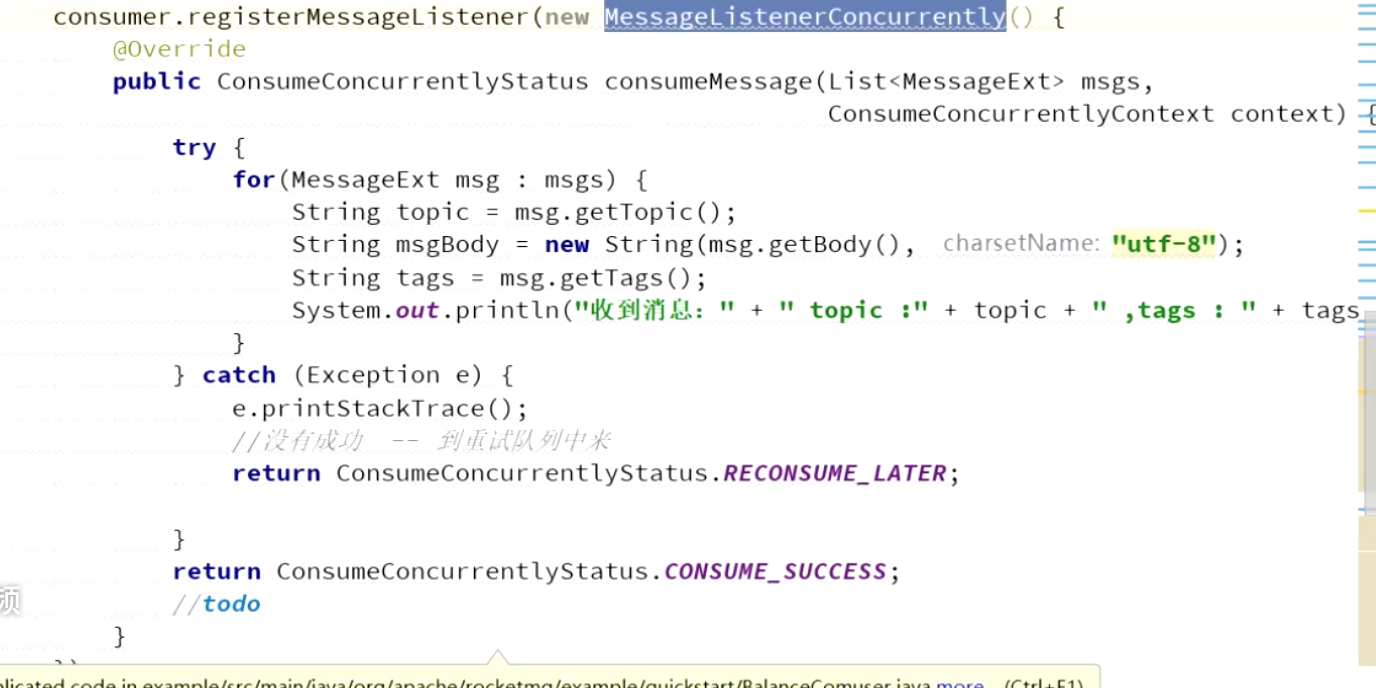 consumer.registerMessageListener(new MessageListenerConcurrently() {
@Override
public ConsumeConcurrentlyStatus consumeMessage(List<MessageExt> msgs,
ConsumeConcurrentlyContext context) {
try {
for(MessageExt msg : msgs) {
String topic = msg.getTopic();
String msgBody = new String(msg.getBody(), charsetName: "utf-8");
String tags = msg.getTags();
System.out.println("收到消息: " + " topic :" + topic + " ,tags : " + tags
}
} catch (Exception e) {
e.printStackTrace();
//没有成功 -- 到重试队列中来
return ConsumeConcurrentlyStatus.RECONSUME_LATER;
}
return ConsumeConcurrentlyStatus.CONSUME_SUCCESS;
频
//todo
}
code in example/src/main/java/org/apache/rocketmq/example/quickstart/BalanceComuser.java more... (Ctrl+F1)